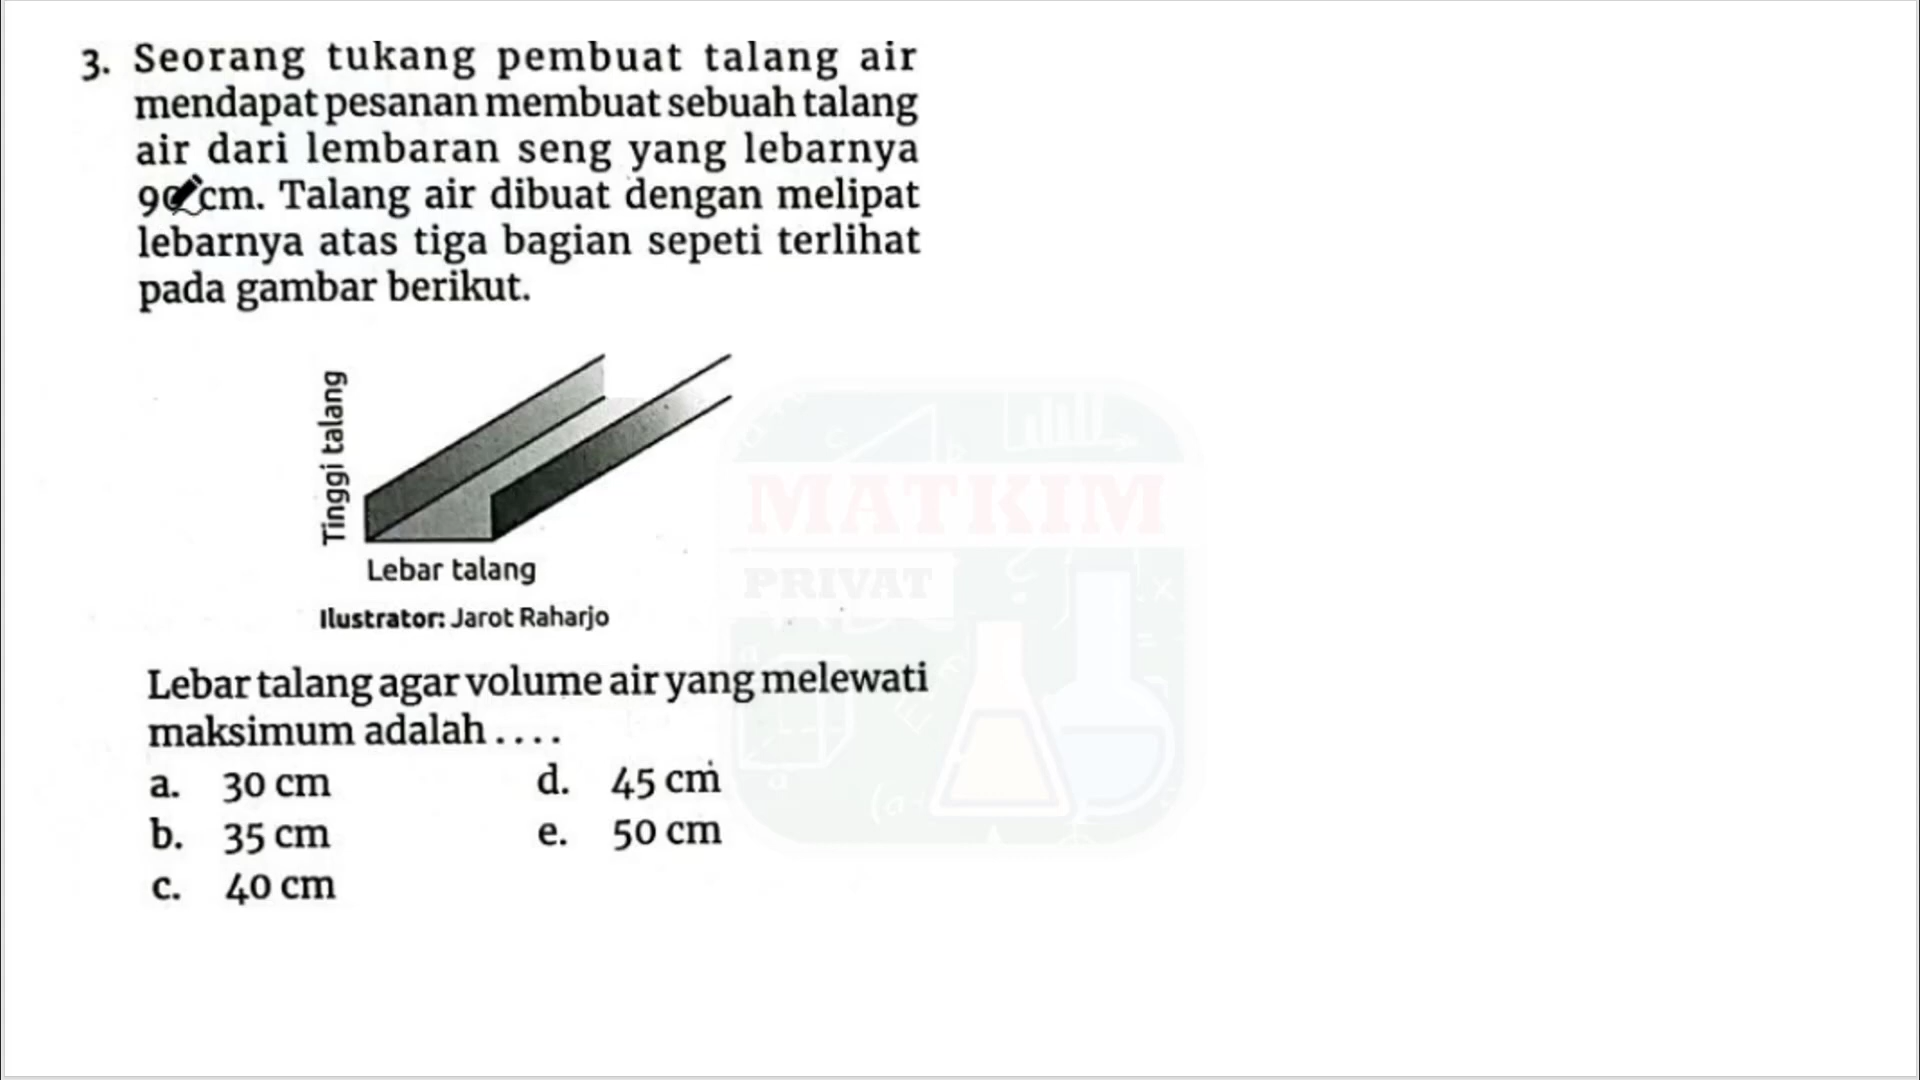 3. Seorang tukang pembuat talang air
mendapat pesanan membuat sebuah talang
air dari lembaran seng yang lebarnya
90 cm. Talang air dibuat dengan melipat
lebarnya atas tiga bagian sepeti terlihat
pada gambar berikut.
Tinggi talang
Lebar talang
Ilustrator: Jarot Raharjo
MATKIM
PRIVAT
Lebar talang agar volume air yang melewati
maksimum adalah ....
a. 30 cm
d. 45 cm
b. 35 cm
e. 50 cm
c. 40 cm